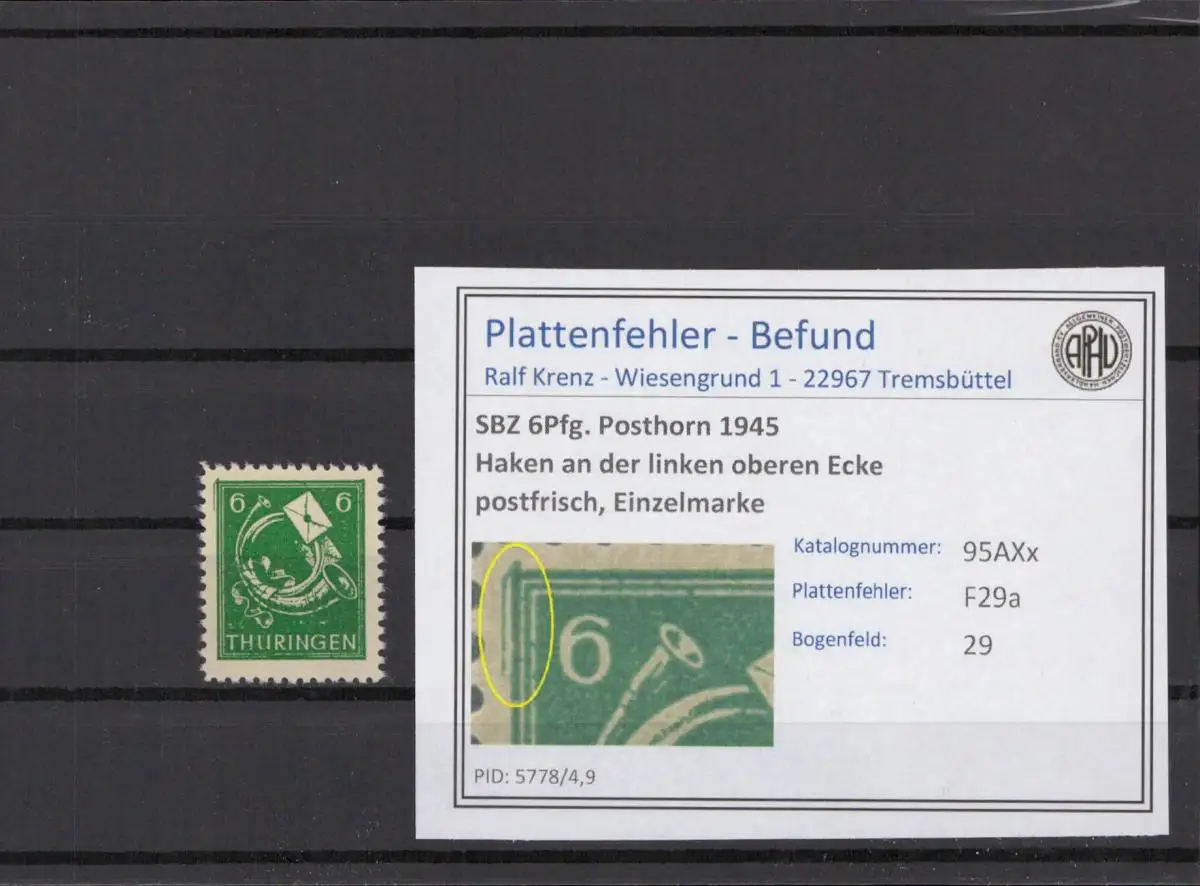 6 6
THÜRINGEN
Plattenfehler - Befund
Ralf Krenz - Wiesengrund 1 - 22967 Tremsbüttel
APHV
SBZ 6Pfg. Posthorn 1945
Haken an der linken oberen Ecke
postfrisch, Einzelmarke
6
Katalognummer: 95AXx
Plattenfehler: F29a
Bogenfeld: 29
PID: 5778/4,9